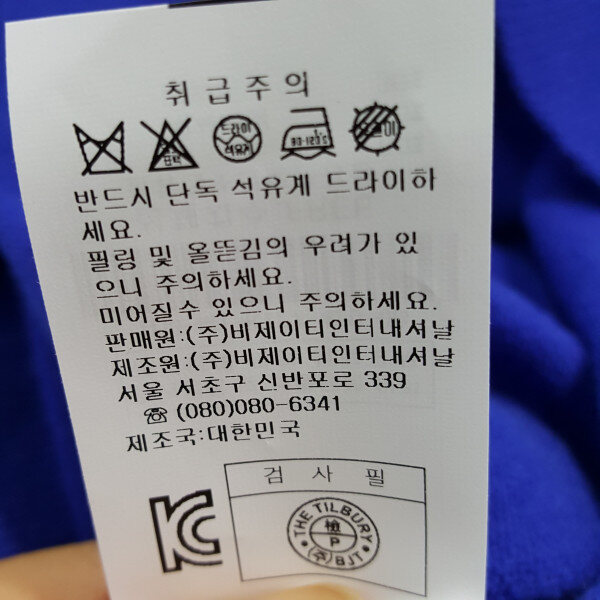 취급주의
드라이
석유계
80~120℃
반드시 단독 석유계 드라이하
세요.
필링 및 올뜯김의 우려가 있
으니 주의하세요.
미어질수 있으니 주의하세요.
판매원:(주)비제이티인터내셔날
제조원:(주)비제이티인터내셔날
서울 서초구 신반포로 339
☏ (080)080-6341
제조국:대한민국
검 사 필
KC
THE TILBURY
檢
P
(주)BJT